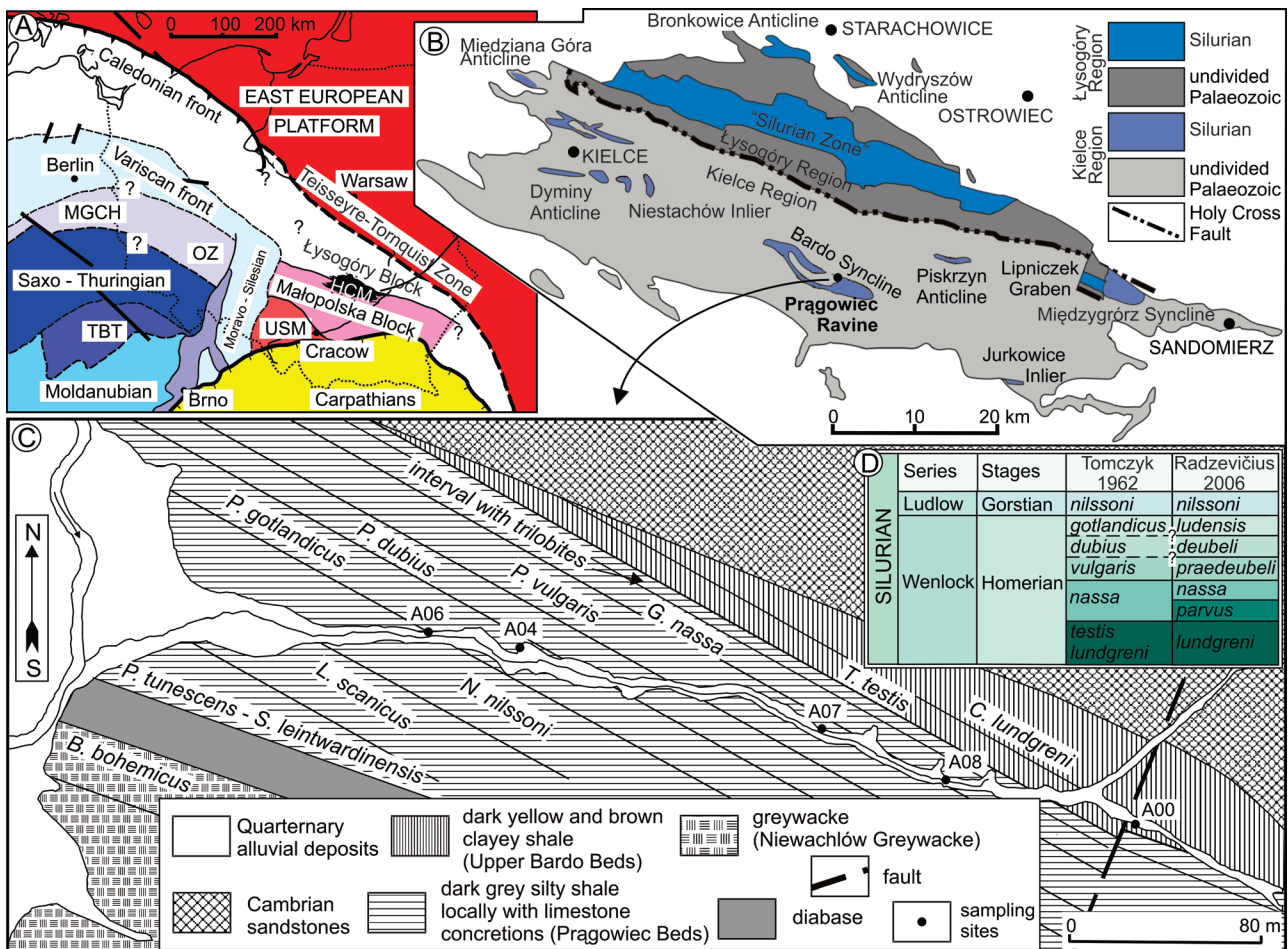 A
0 100 200 km
Caledonian front
EAST EUROPEAN
PLATFORM
Berlin
Variscan front
?
?
?
?
?
Warsaw
Teisseyre-Tornquist Zone
MGCH
OZ
Saxo - Thuringian
Moravo - Silesian
Łysogóry Block
HCM
Małopolska Block
TBT
USM
Cracow
Moldanubian
Brno
Carpathians
B
Bronkowice Anticline
STARACHOWICE
Miedziana Góra
Anticline
Wydryszów
Anticline
OSTROWIEC
"Silurian Zone"
KIELCE
Łysogóry Region
Kielce Region
Dyminy
Anticline
Niestachów Inlier
Bardo Syncline
Piskrzyn
Anticline
Lipniczek
Graben
Prągowiec
Ravine
Międzygórz Syncline
SANDOMIERZ
Jurkowice
Inlier
0 10 20 km
Łysogóry
Region
Silurian
undivided
Palaeozoic
Kielce
Region
Silurian
undivided
Palaeozoic
Holy Cross
Fault
C
N
S
interval with trilobites
P. gotlandicus
P. dubius
P. vulgaris
G. nassa
T. testis
C. lundgreni
A06
A04
A07
A08
A00
P. tunescens - S. leintwardinensis
L. scanicus
N. nilssoni
B. bohemicus
D
SILURIAN
Series Stages Tomczyk 1962 Radzevičius 2006
Ludlow Gorstian nilssoni nilssoni
Wenlock Homerian
gotlandicus ? ludensis
dubius ? deubeli
vulgaris praedeubeli
nassa nassa
parvus
testis
lundgreni lundgreni
Quarternary
alluvial deposits
dark yellow and brown
clayey shale
(Upper Bardo Beds)
greywacke
(Niewachlów Greywacke)
fault
Cambrian
sandstones
dark grey silty shale
locally with limestone
concretions (Prągowiec Beds)
diabase
sampling
sites
0 80 m